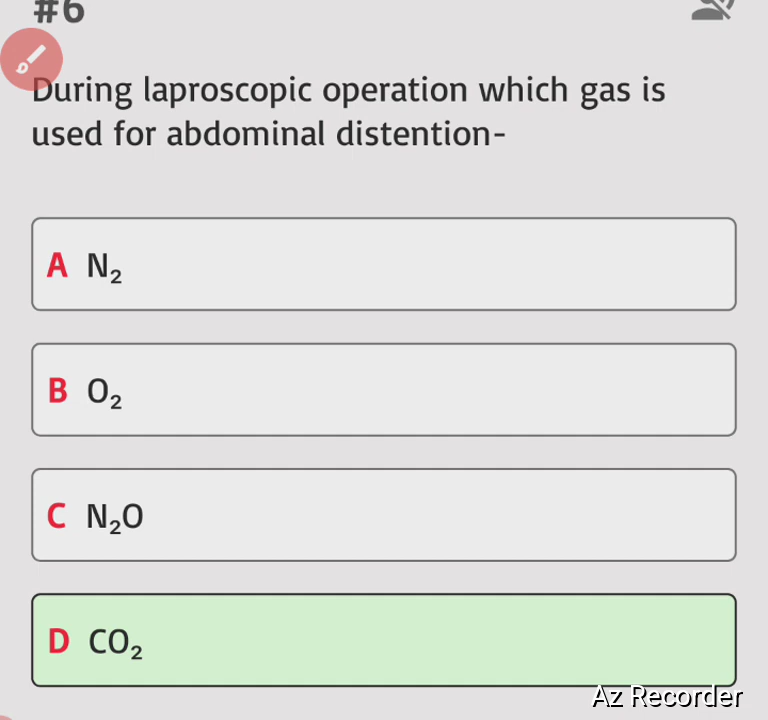 #6
During laproscopic operation which gas is
used for abdominal distention-
A N₂
B O₂
C N₂O
D CO₂
Az Recorder